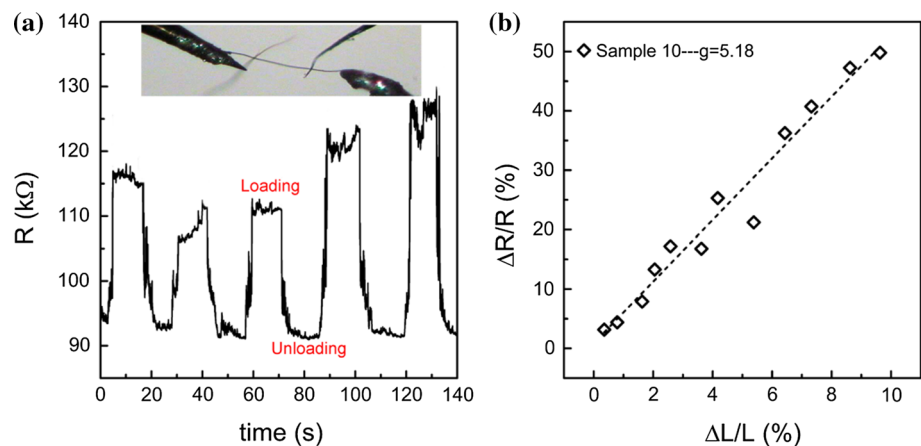 (a)
140
130
120
110
100
90
R (kΩ)
Loading
Unloading
0 20 40 60 80 100 120 140
time (s)
(b)
50
40
30
20
10
0
ΔR/R (%)
Sample 10---g=5.18
0 2 4 6 8 10
ΔL/L (%)